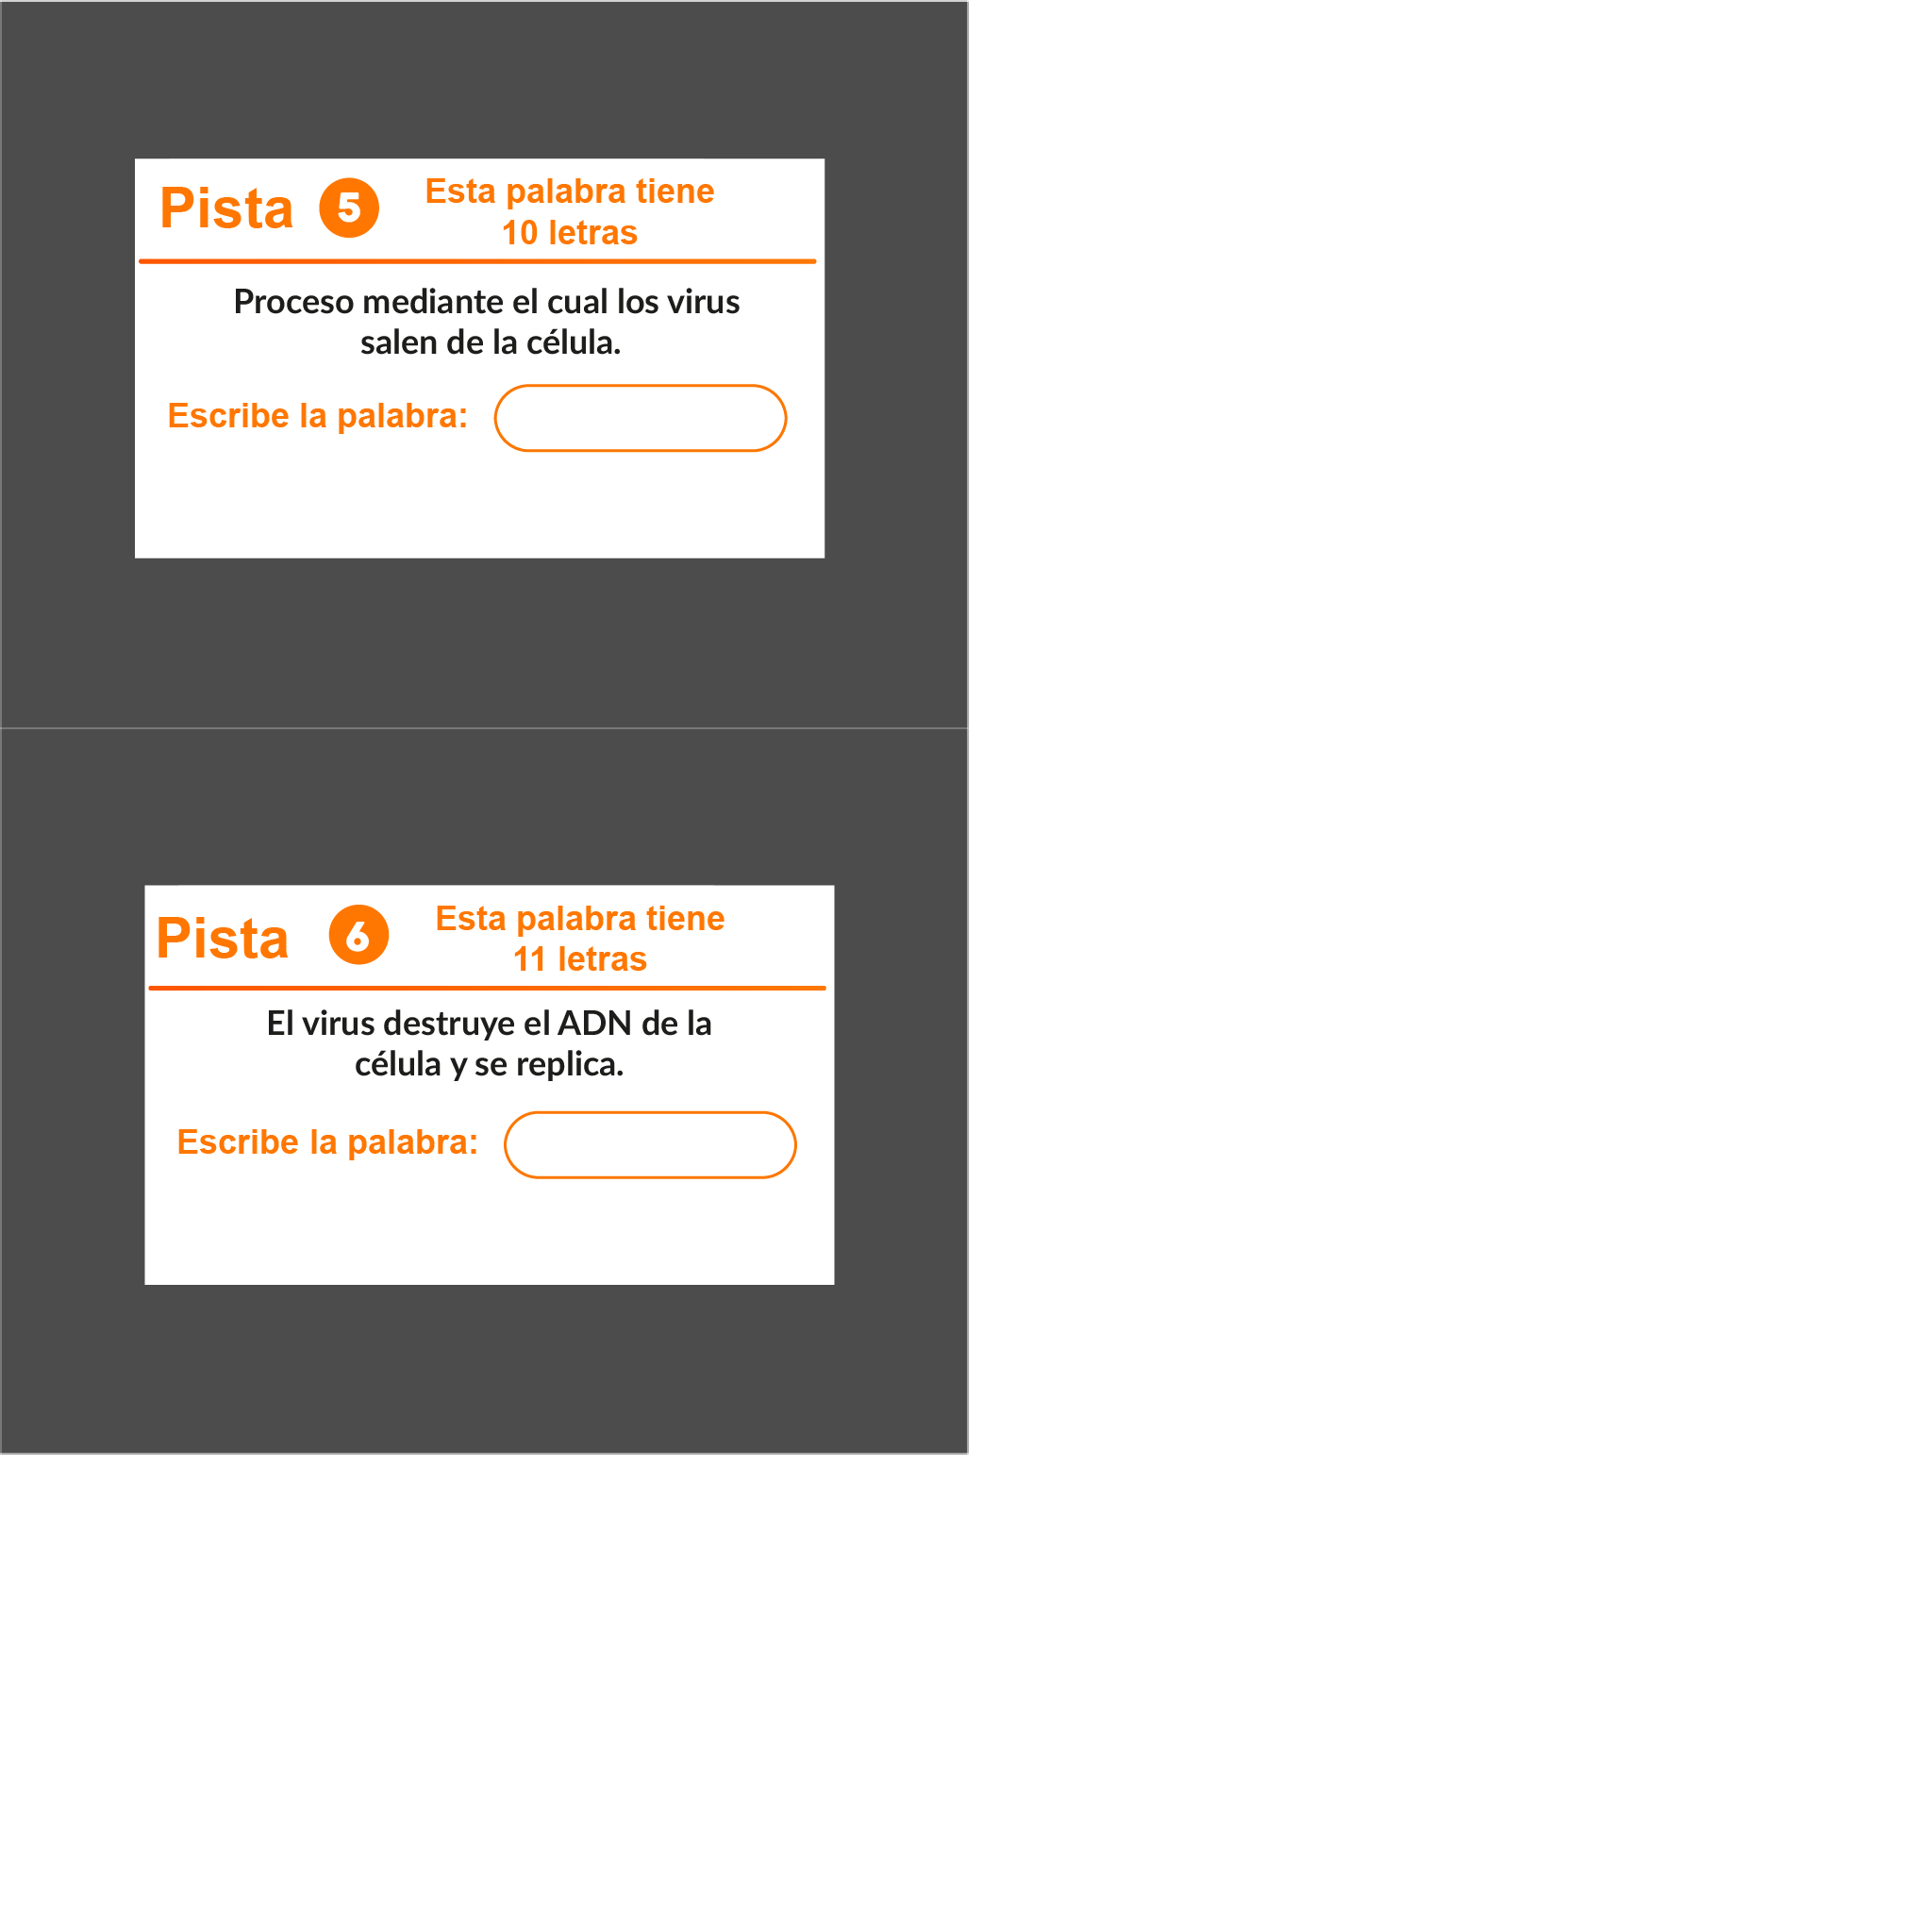 Pista 5
Esta palabra tiene
10 letras
Proceso mediante el cual los virus
salen de la célula.
Escribe la palabra:
Pista 6
Esta palabra tiene
11 letras
El virus destruye el ADN de la
célula y se replica.
Escribe la palabra: